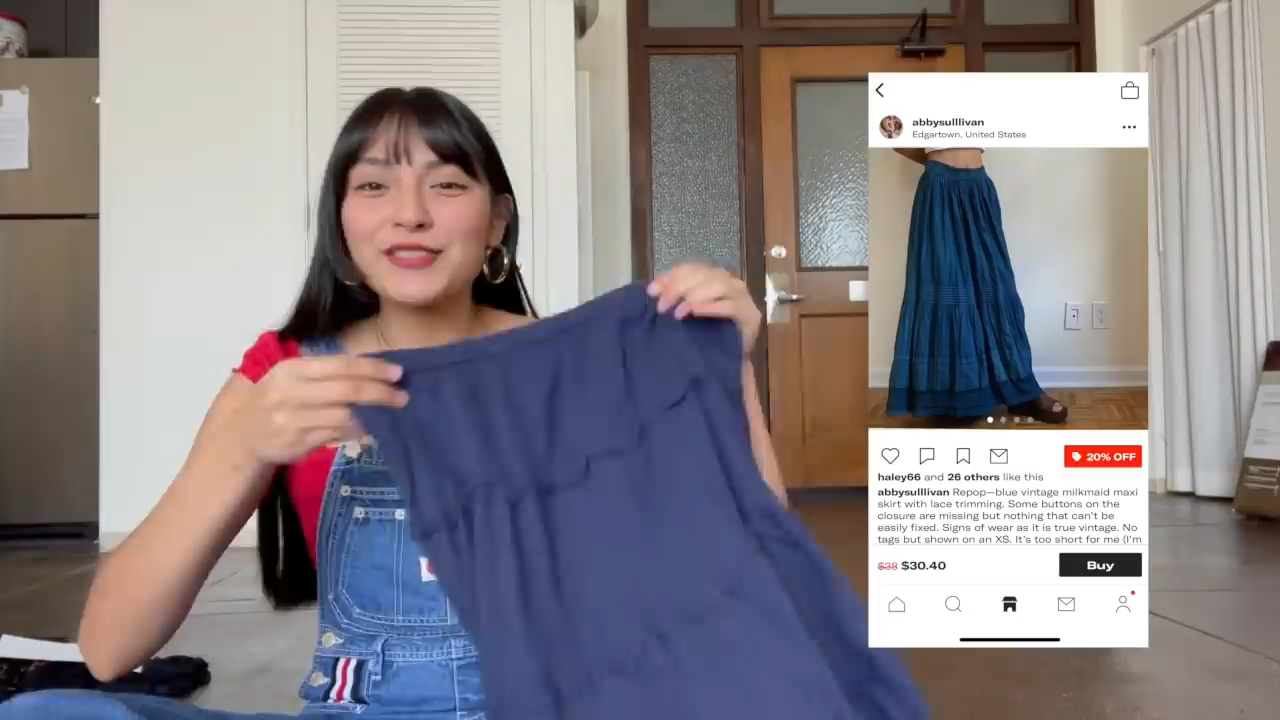 abbysulllivan
Edgartown, United States
20% OFF
haley66 and 26 others like this
abbysulllivan Repop—blue vintage milkmaid maxi
skirt with lace trimming. Some buttons on the
closure are missing but nothing that can't be
easily fixed. Signs of wear as it is true vintage. No
tags but shown on an XS. It's too short for me (I'm
$38 $30.40
Buy